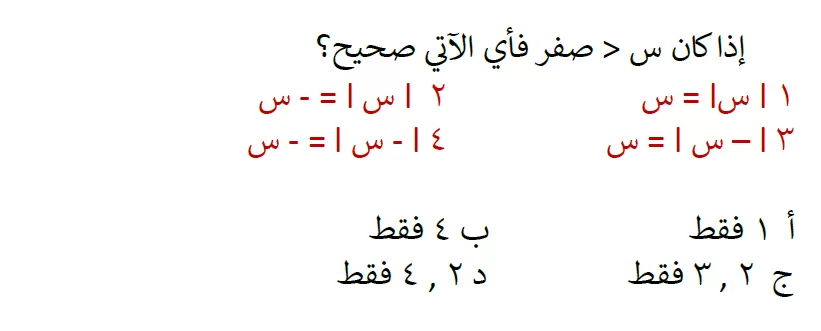 إذا كان س < صفر فأي الآتي صحيح؟
١ | س| = س ٢ | س | = - س
٣ | – س | = س ٤ | - س | = - س
أ ١ فقط ب ٤ فقط
ج ٢ , ٣ فقط د ٢ , ٤ فقط